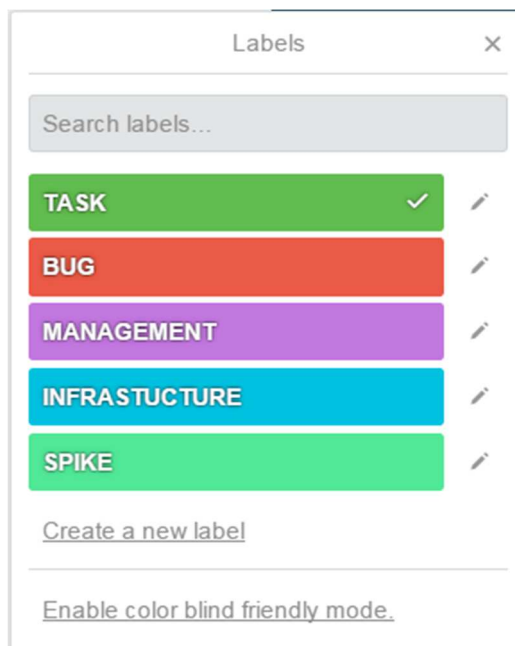 Labels
Search labels...
TASK
BUG
MANAGEMENT
INFRASTUCTURE
SPIKE
Create a new label
Enable color blind friendly mode.